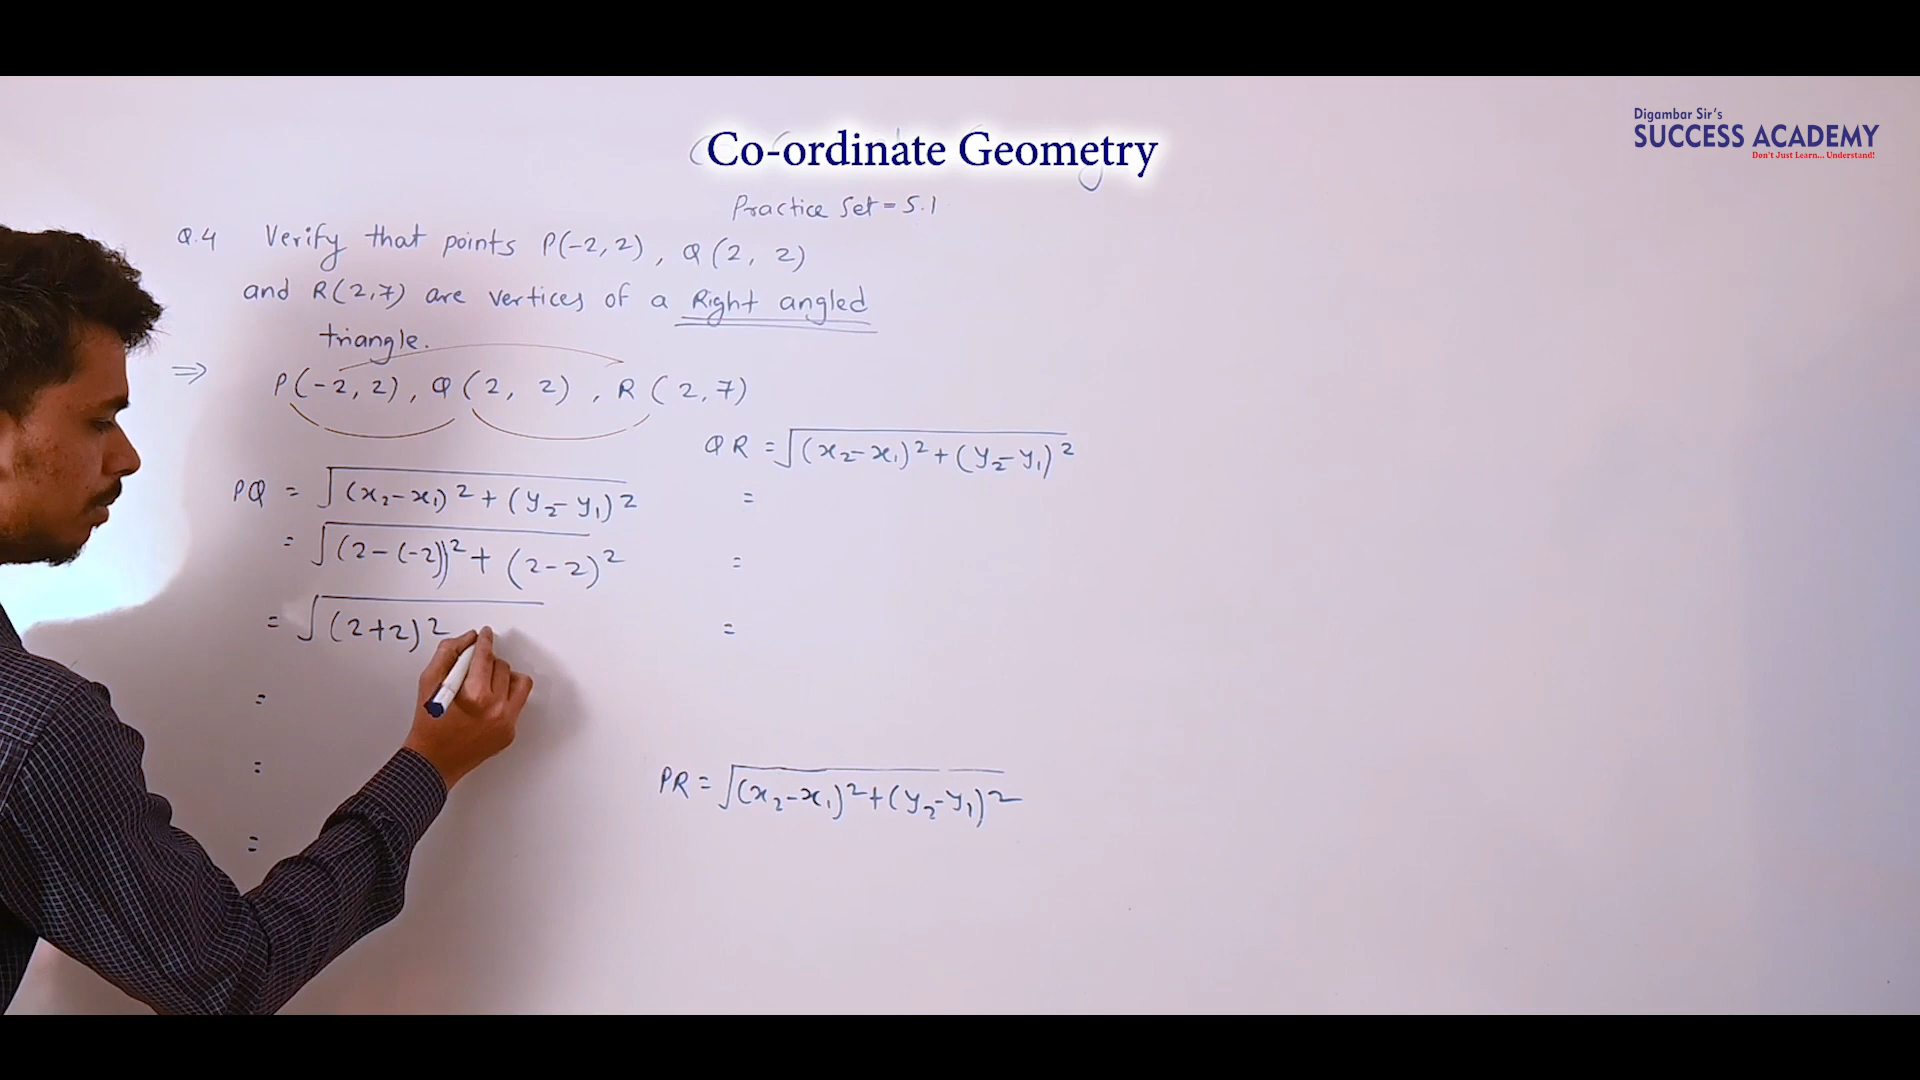 Co-ordinate Geometry
Digambar Sir's
SUCCESS ACADEMY
Don't Just Learn... Understand!
Practice Set = 5.1
Q.4 Verify that points P(-2, 2), Q (2, 2)
and R(2,7) are vertices of a Right angled
triangle.
⇒ P(-2, 2), Q (2, 2), R (2,7)
QR = √(x₂-x₁)²+(y₂-y₁)²
PQ = √(x₂-x₁)²+(y₂-y₁)²
=
= √(2-(-2))²+(2-2)²
=
= √(2+2)²
=
=
=
PR = √(x₂-x₁)²+(y₂-y₁)²
=